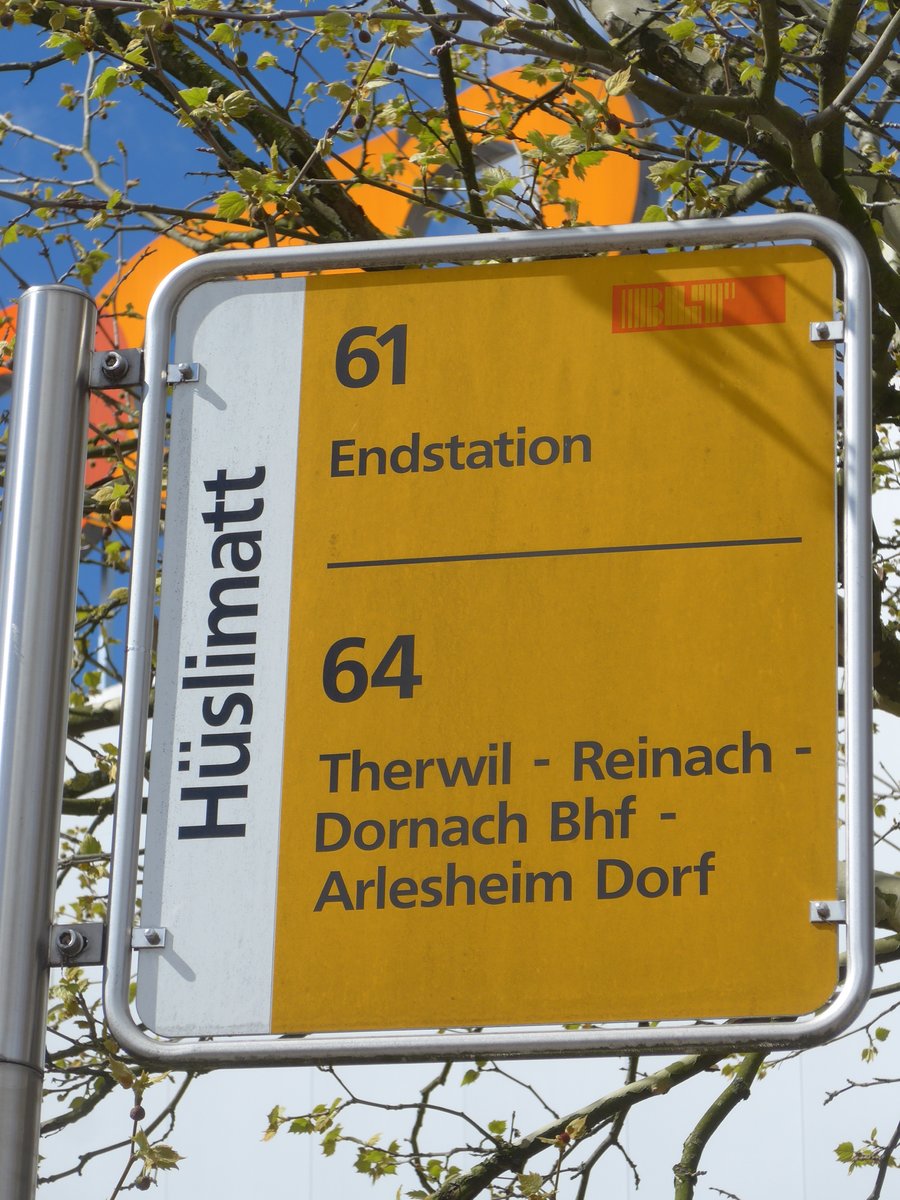 Hüslimatt
BLT
61
Endstation
64
Therwil - Reinach -
Dornach Bhf -
Arlesheim Dorf